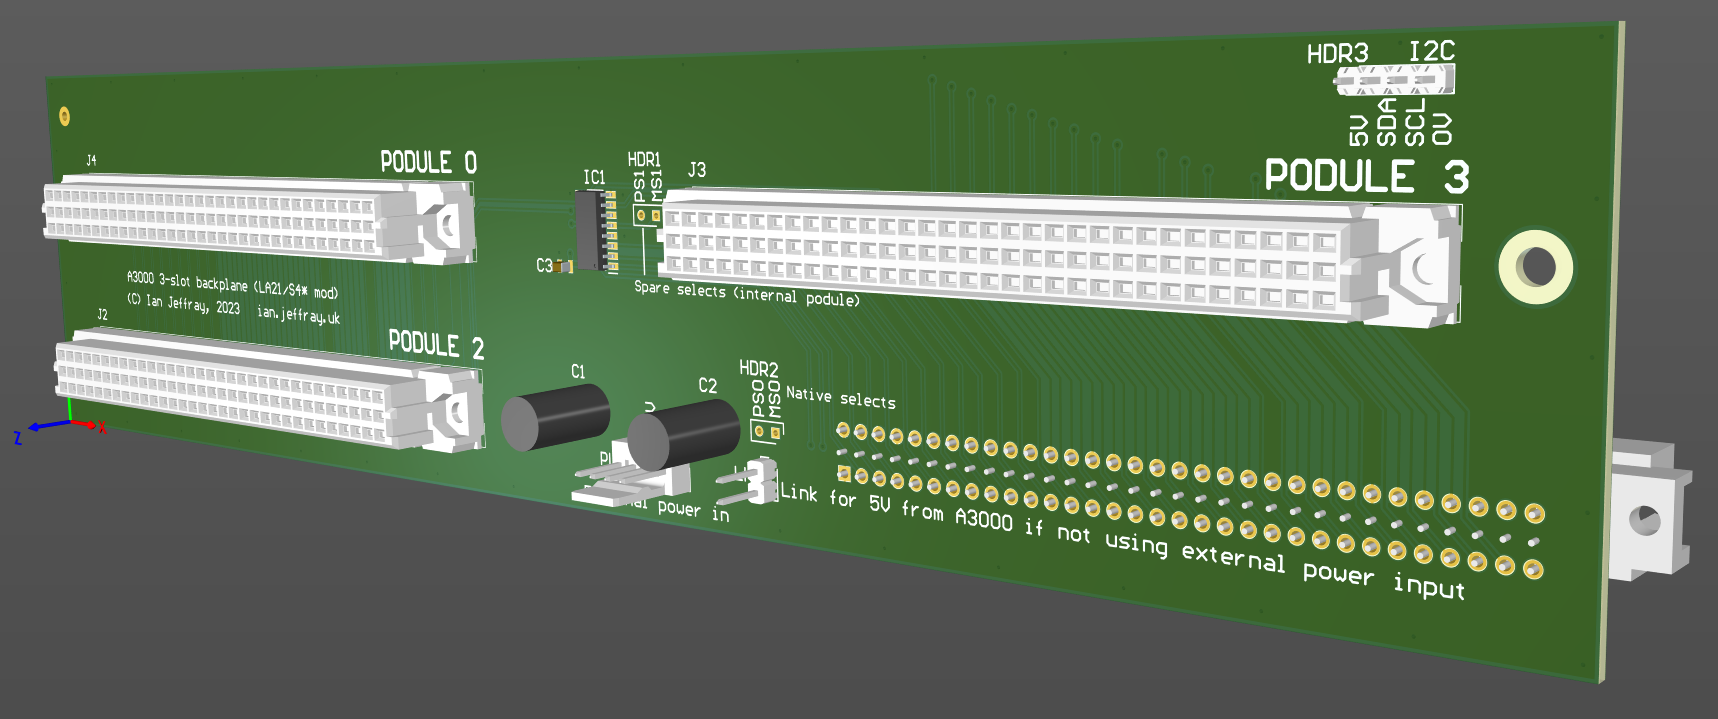 HDR3 I2C
5V
SDA
SCL
0V
PODULE 3
J4
PODULE 0
IC1
HDR1
PS1
MS1
J3
C3
Spare selects (internal podule)
A3000 3-slot backplane (LA21/S4* mod)
(C) Ian Jeffray, 2023 ian.jeffray.uk
J2
PODULE 2
C1
C2
HDR2
PS0
MS0
Native selects
power in
Link for 5V from A3000 if not using external power input
Z
X